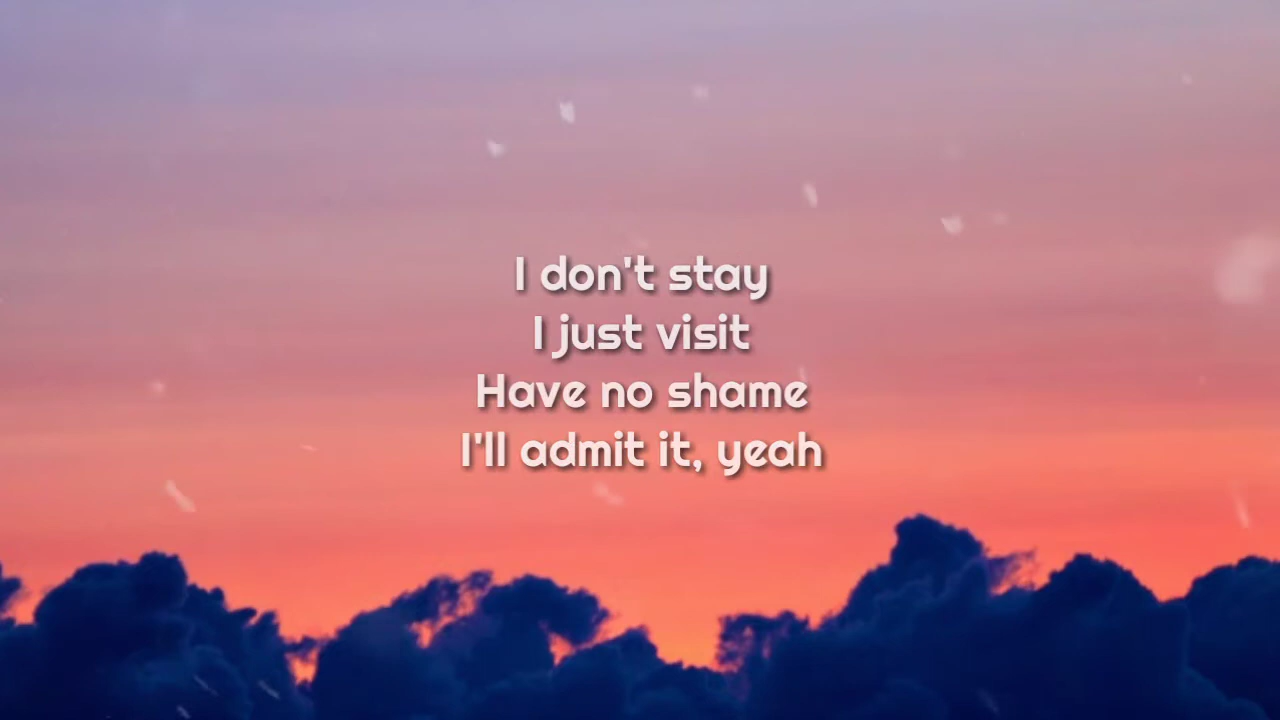 I don't stay
I just visit
Have no shame
I'll admit it, yeah